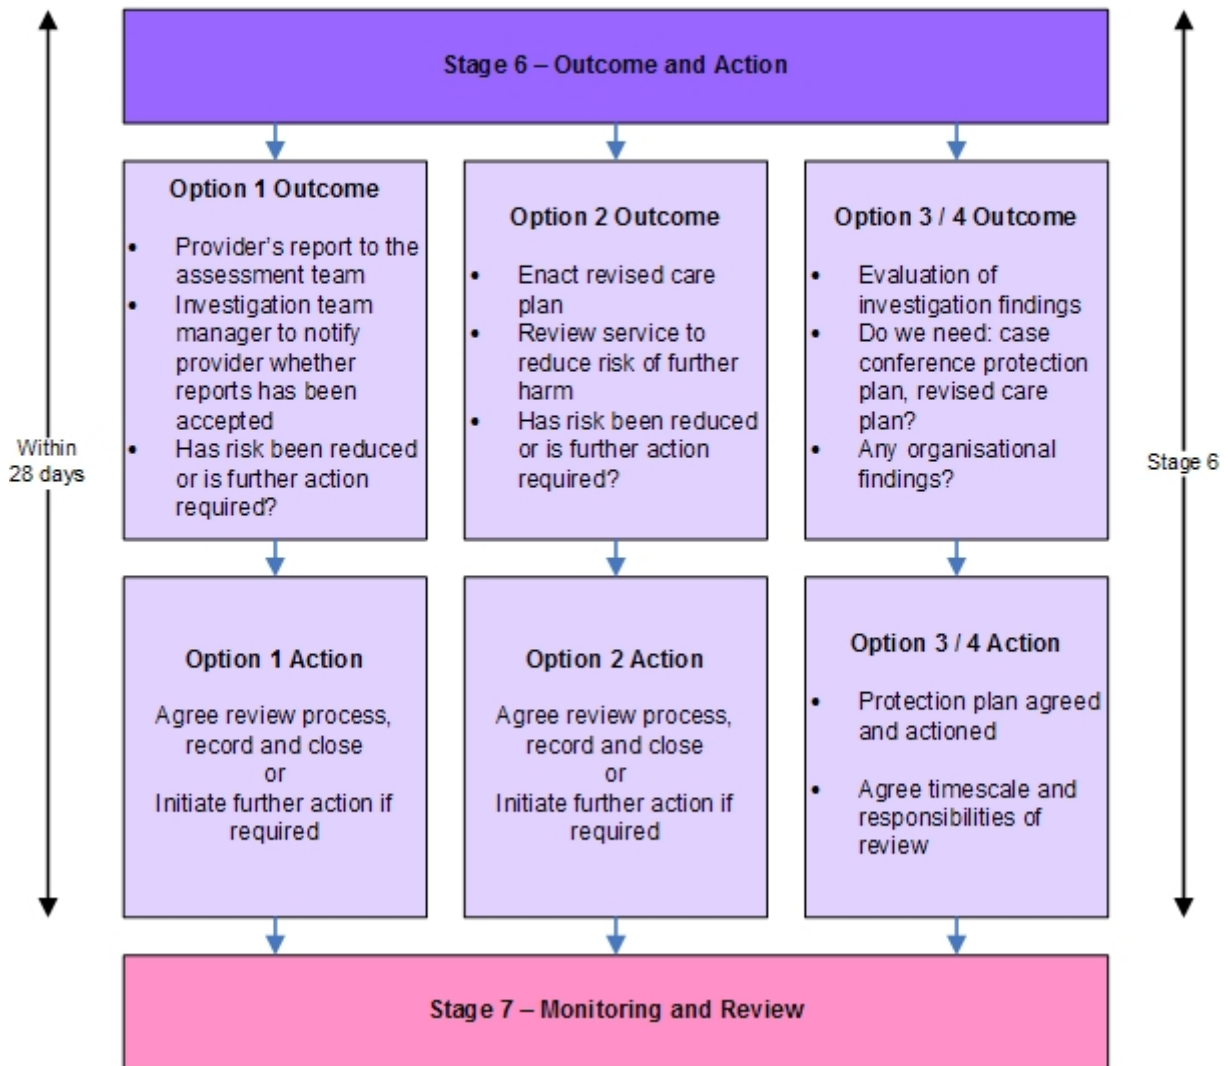 Stage 6 – Outcome and Action
Option 1 Outcome
• Provider's report to the
assessment team
• Investigation team
manager to notify
provider whether
reports has been
accepted
• Has risk been reduced
or is further action
required?
Option 2 Outcome
• Enact revised care
plan
• Review service to
reduce risk of further
harm
• Has risk been reduced
or is further action
required?
Option 3 / 4 Outcome
• Evaluation of
investigation findings
• Do we need: case
conference protection
plan, revised care
plan?
• Any organisational
findings?
Within
28 days
Stage 6
Option 1 Action
Agree review process,
record and close
or
Initiate further action if
required
Option 2 Action
Agree review process,
record and close
or
Initiate further action if
required
Option 3 / 4 Action
• Protection plan agreed
and actioned
• Agree timescale and
responsibilities of
review
Stage 7 – Monitoring and Review